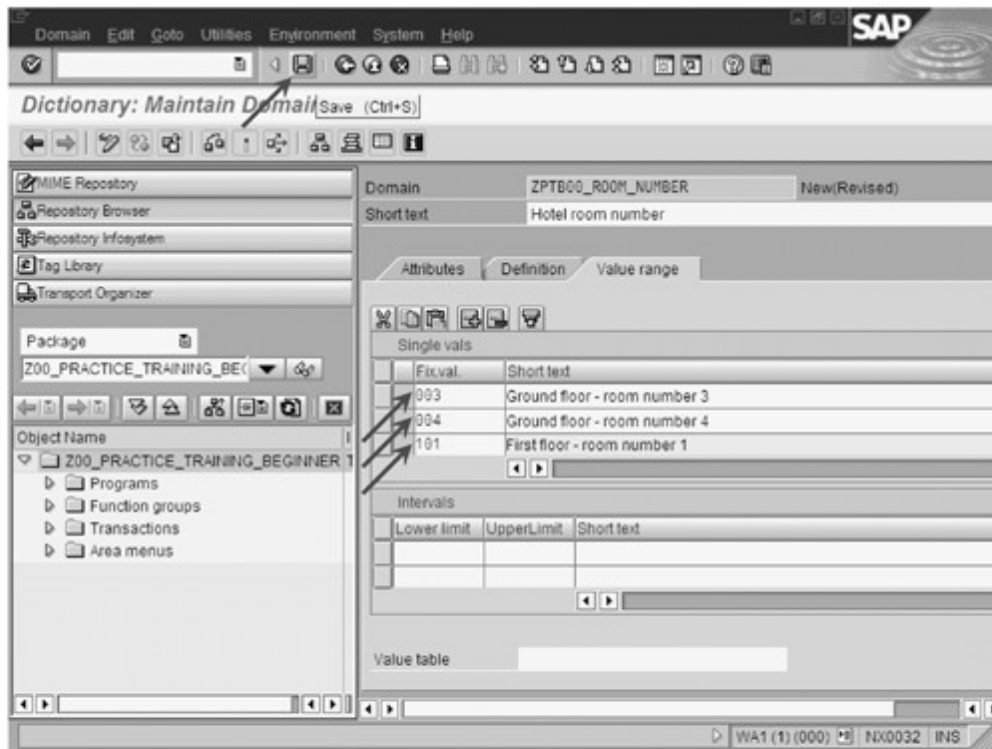 Domain Edit Goto Utilities Environment System Help
SAP
Dictionary: Maintain Domain
Save (Ctrl+S)
MIME Repository
Repository Browser
Repository Infosystem
Tag Library
Transport Organizer
Package
Z00_PRACTICE_TRAINING_BEG
Object Name
Z00_PRACTICE_TRAINING_BEGINNER T
Programs
Function groups
Transactions
Area menus
Domain ZPTB00_ROOM_NUMBER New(Revised)
Short text Hotel room number
Attributes Definition Value range
Single vals
Fix.val. Short text
003 Ground floor - room number 3
004 Ground floor - room number 4
101 First floor - room number 1
Intervals
Lower limit UpperLimit Short text
Value table
WA1 (1) (000) NX0032 INS